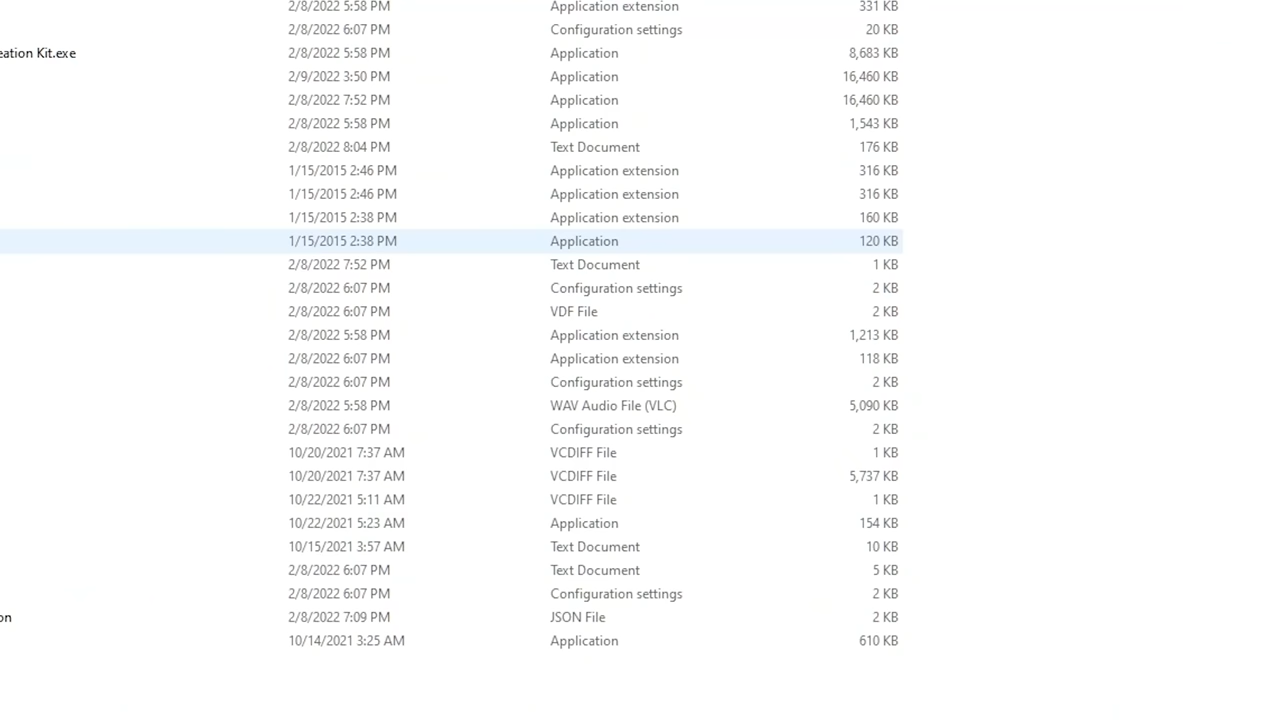 2/8/2022 5:58 PM Application extension 331 KB
2/8/2022 6:07 PM Configuration settings 20 KB
eation Kit.exe 2/8/2022 5:58 PM Application 8,683 KB
2/9/2022 3:50 PM Application 16,460 KB
2/8/2022 7:52 PM Application 16,460 KB
2/8/2022 5:58 PM Application 1,543 KB
2/8/2022 8:04 PM Text Document 176 KB
1/15/2015 2:46 PM Application extension 316 KB
1/15/2015 2:46 PM Application extension 316 KB
1/15/2015 2:38 PM Application extension 160 KB
1/15/2015 2:38 PM Application 120 KB
2/8/2022 7:52 PM Text Document 1 KB
2/8/2022 6:07 PM Configuration settings 2 KB
2/8/2022 6:07 PM VDF File 2 KB
2/8/2022 5:58 PM Application extension 1,213 KB
2/8/2022 6:07 PM Application extension 118 KB
2/8/2022 6:07 PM Configuration settings 2 KB
2/8/2022 5:58 PM WAV Audio File (VLC) 5,090 KB
2/8/2022 6:07 PM Configuration settings 2 KB
10/20/2021 7:37 AM VCDIFF File 1 KB
10/20/2021 7:37 AM VCDIFF File 5,737 KB
10/22/2021 5:11 AM VCDIFF File 1 KB
10/22/2021 5:23 AM Application 154 KB
10/15/2021 3:57 AM Text Document 10 KB
2/8/2022 6:07 PM Text Document 5 KB
2/8/2022 6:07 PM Configuration settings 2 KB
on 2/8/2022 7:09 PM JSON File 2 KB
10/14/2021 3:25 AM Application 610 KB